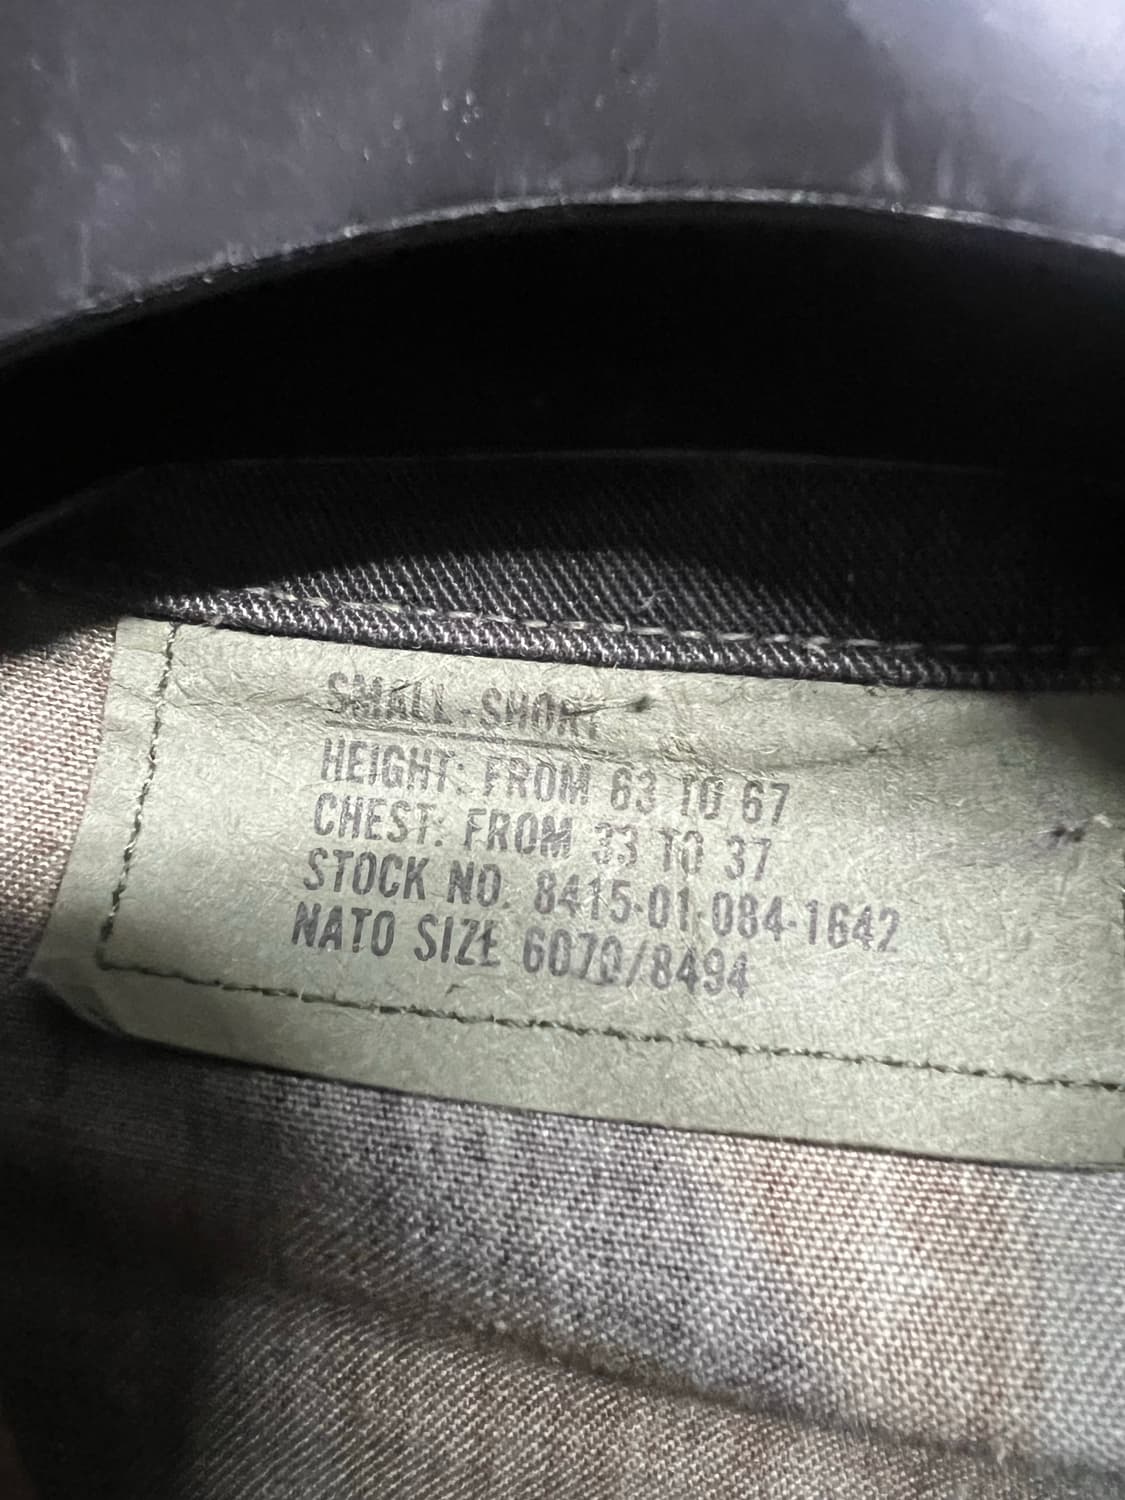 SMALL-SHORT
HEIGHT: FROM 63 TO 67
CHEST: FROM 33 TO 37
STOCK NO. 8415-01-084-1642
NATO SIZE 6070/8494